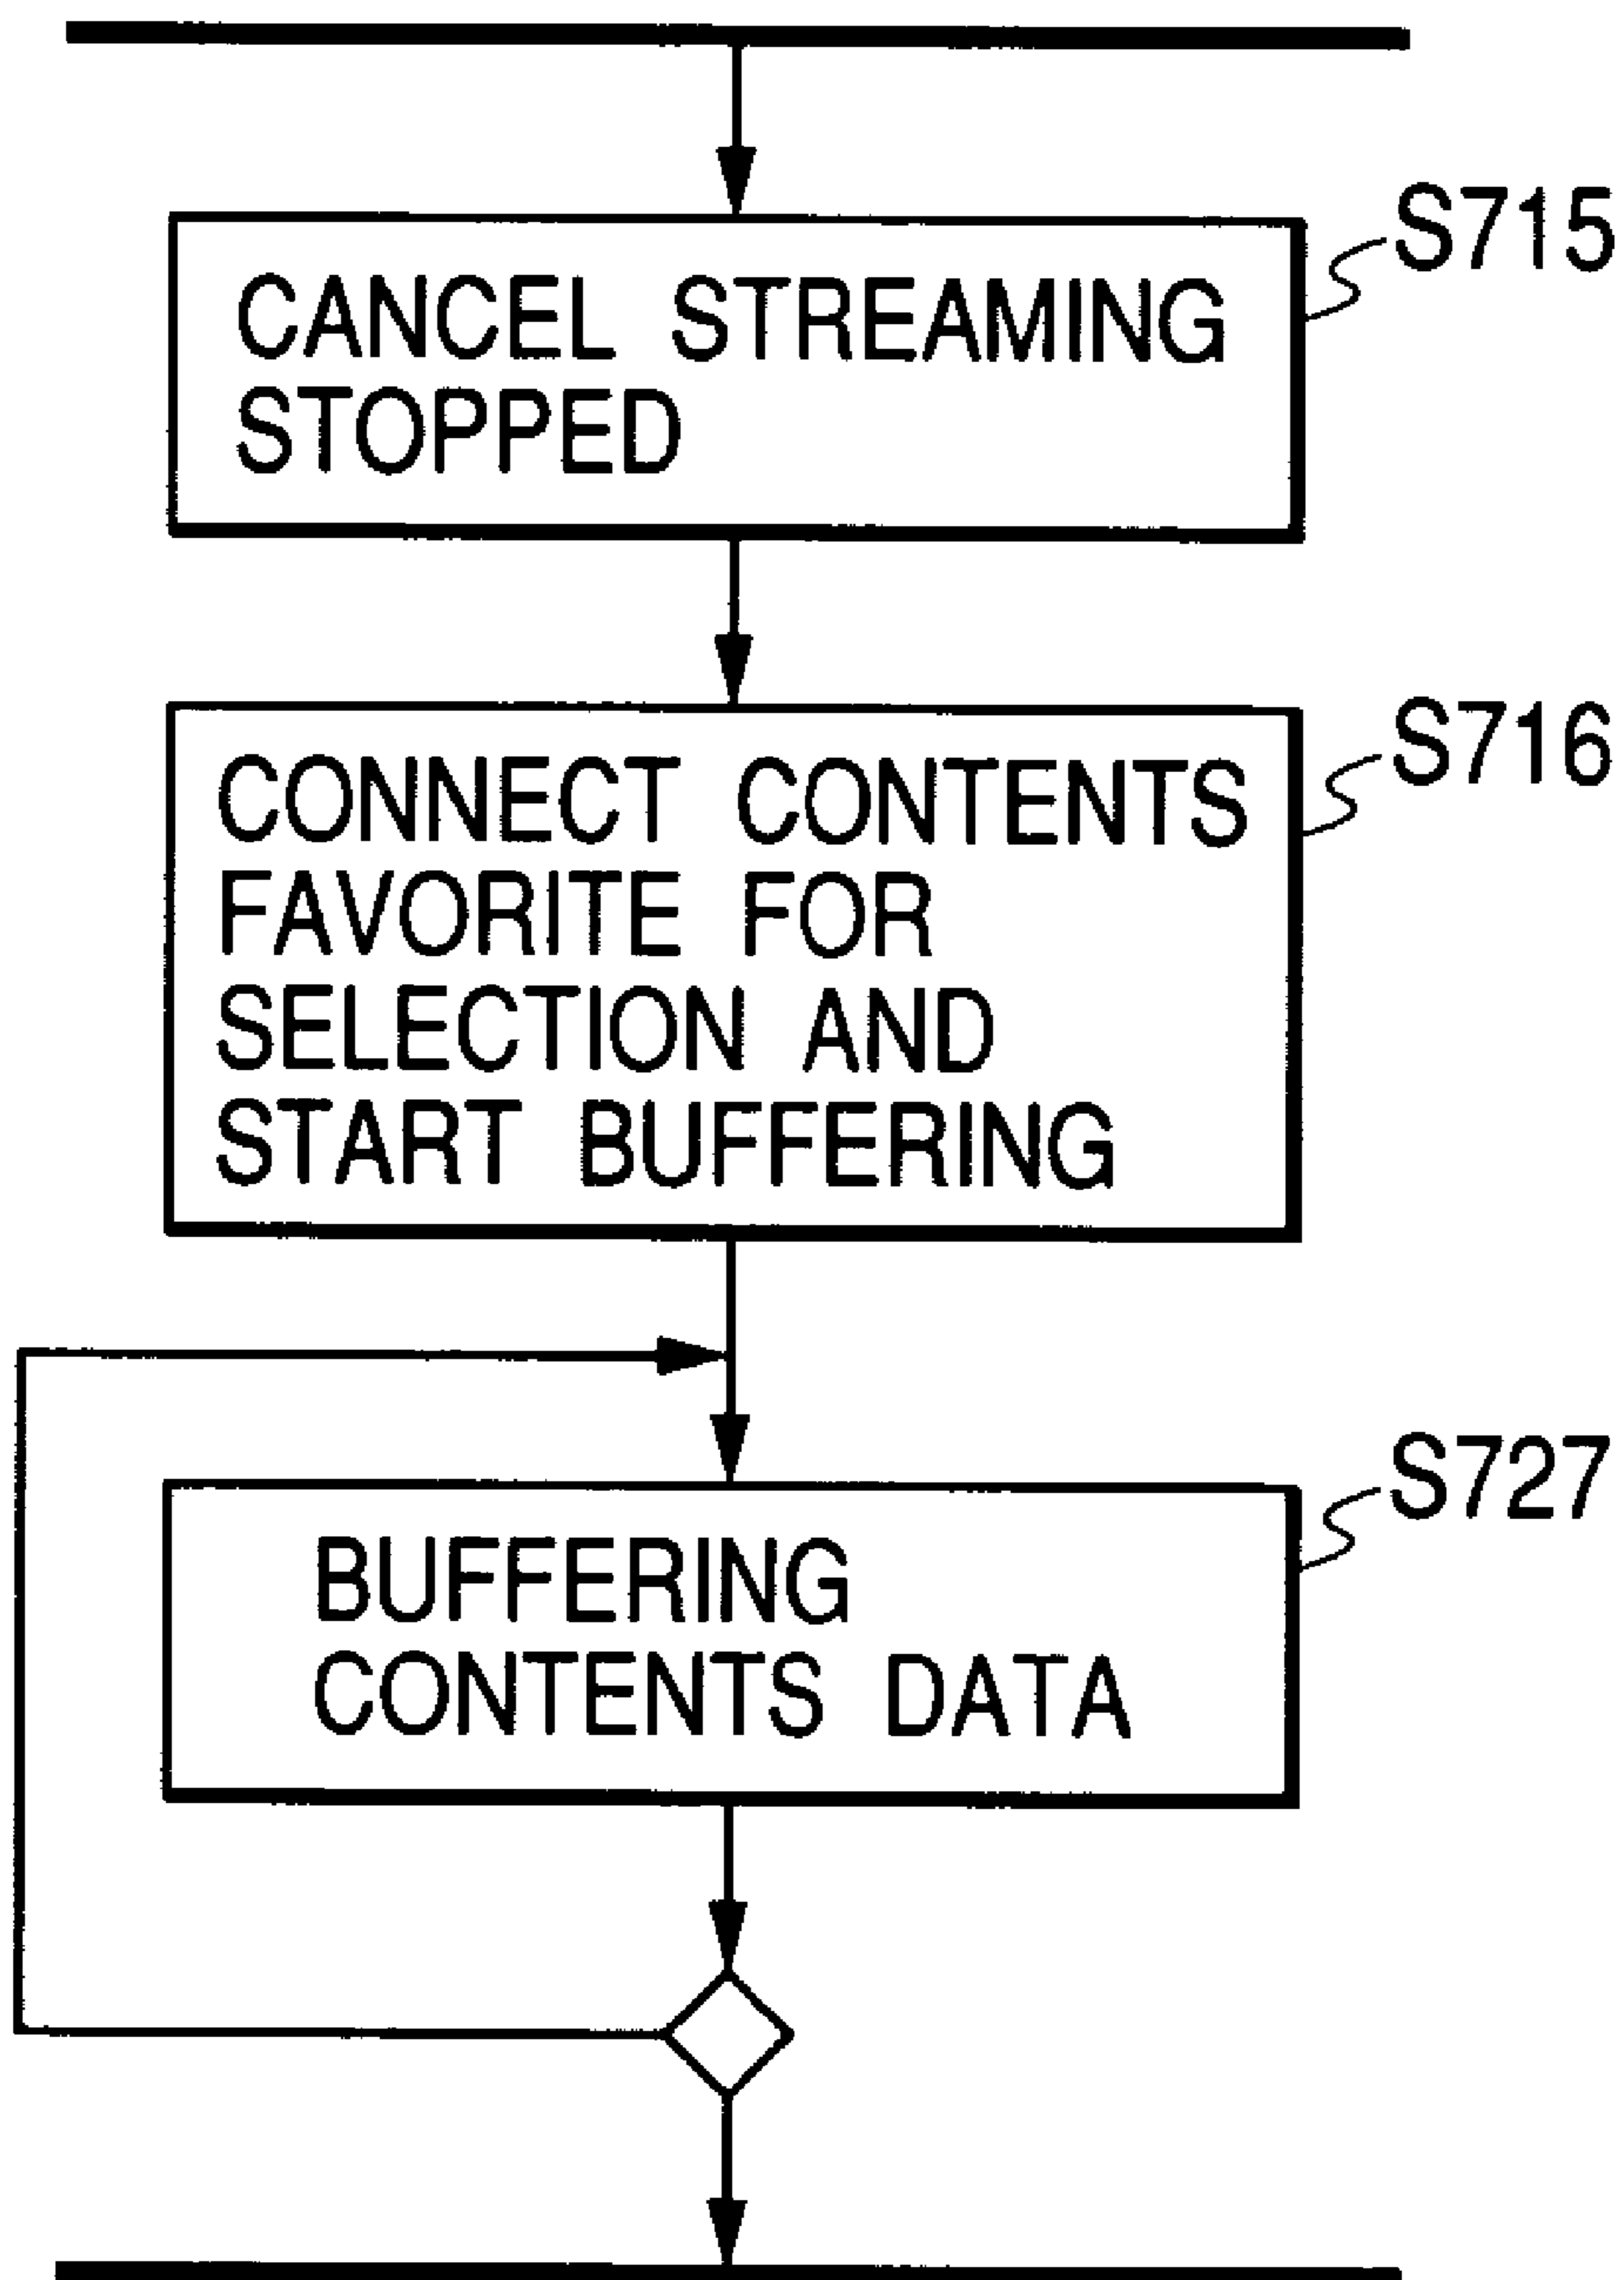 S715
CANCEL STREAMING
STOPPED
S716
CONNECT CONTENTS
FAVORITE FOR
SELECTION AND
START BUFFERING
S727
BUFFERING
CONTENTS DATA